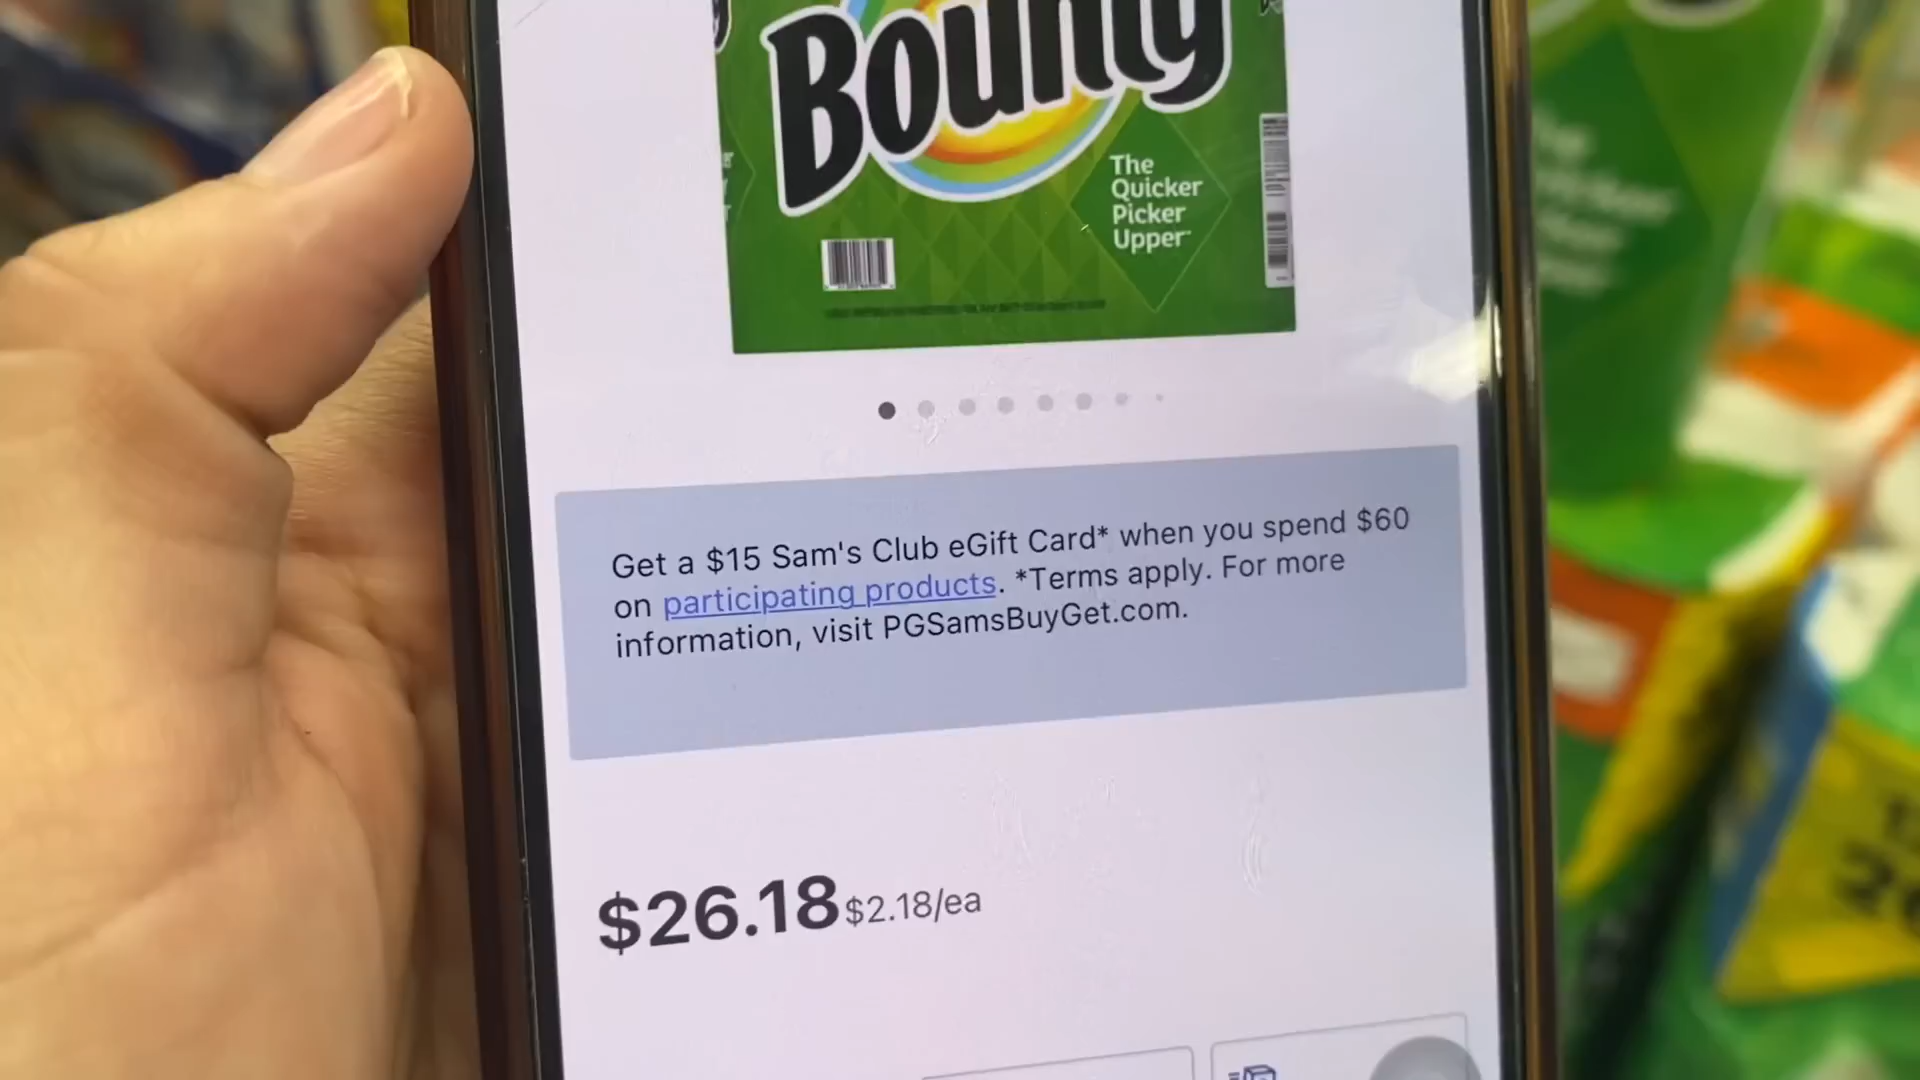 Bounty
The
Quicker
Picker
Upper
Get a $15 Sam's Club eGift Card* when you spend $60
on participating products. *Terms apply. For more
information, visit PGSamsBuyGet.com.
$26.18 $2.18/ea